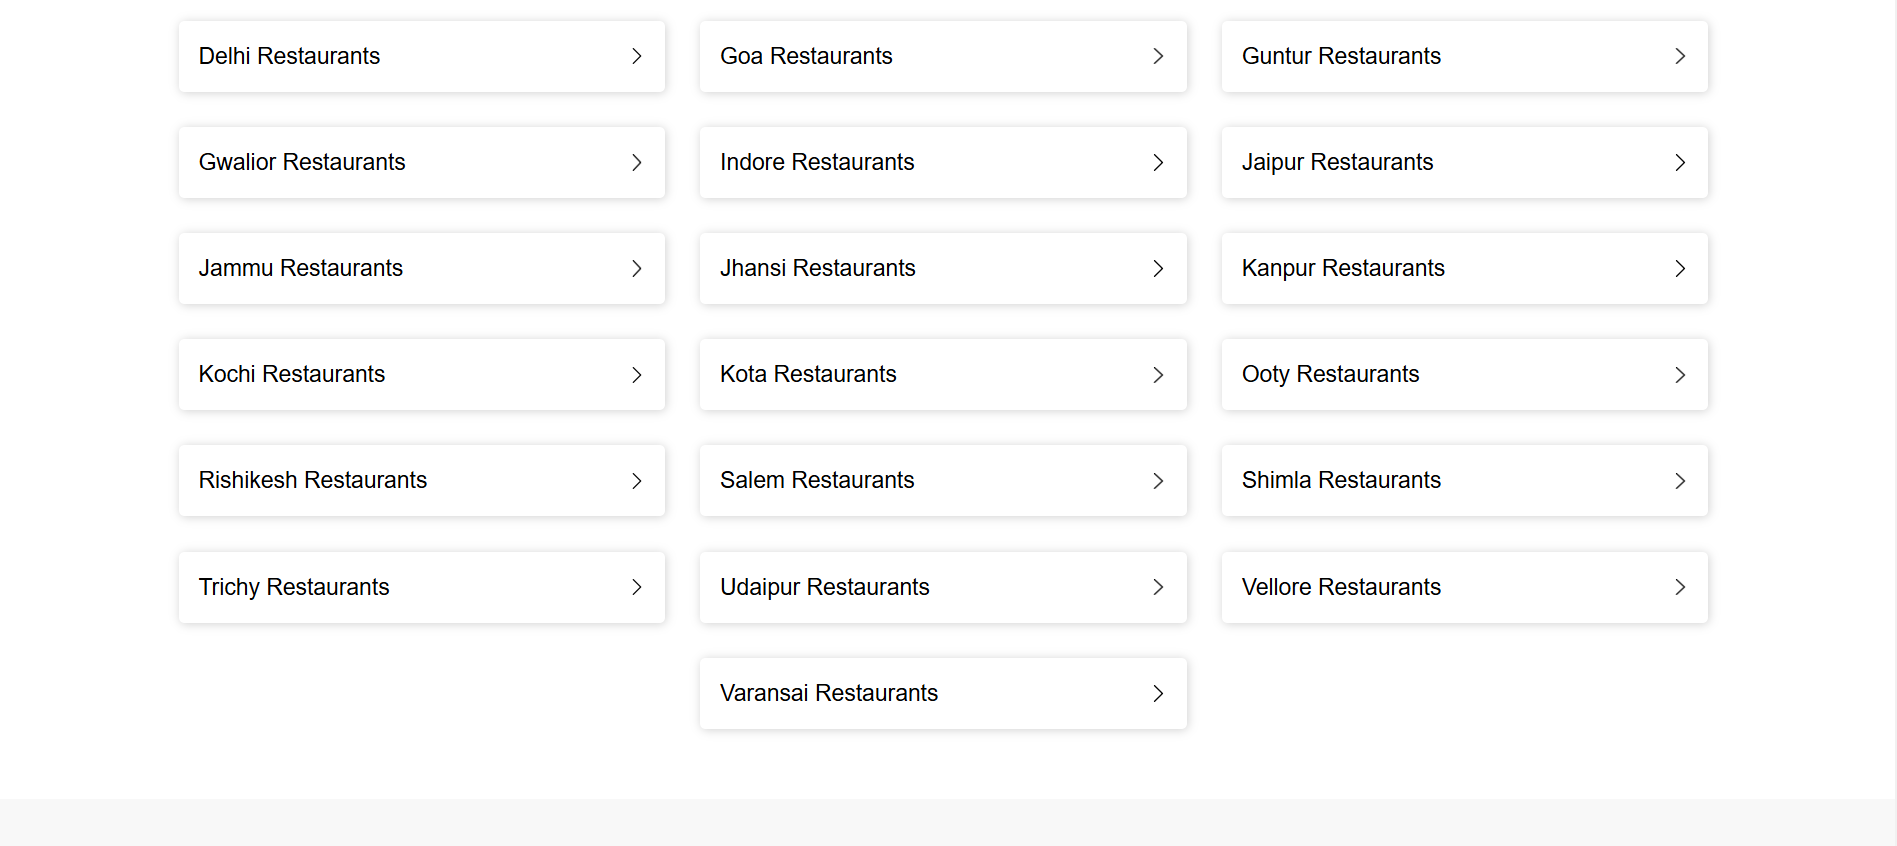 Delhi Restaurants
Goa Restaurants
Guntur Restaurants
Gwalior Restaurants
Indore Restaurants
Jaipur Restaurants
Jammu Restaurants
Jhansi Restaurants
Kanpur Restaurants
Kochi Restaurants
Kota Restaurants
Ooty Restaurants
Rishikesh Restaurants
Salem Restaurants
Shimla Restaurants
Trichy Restaurants
Udaipur Restaurants
Vellore Restaurants
Varansai Restaurants